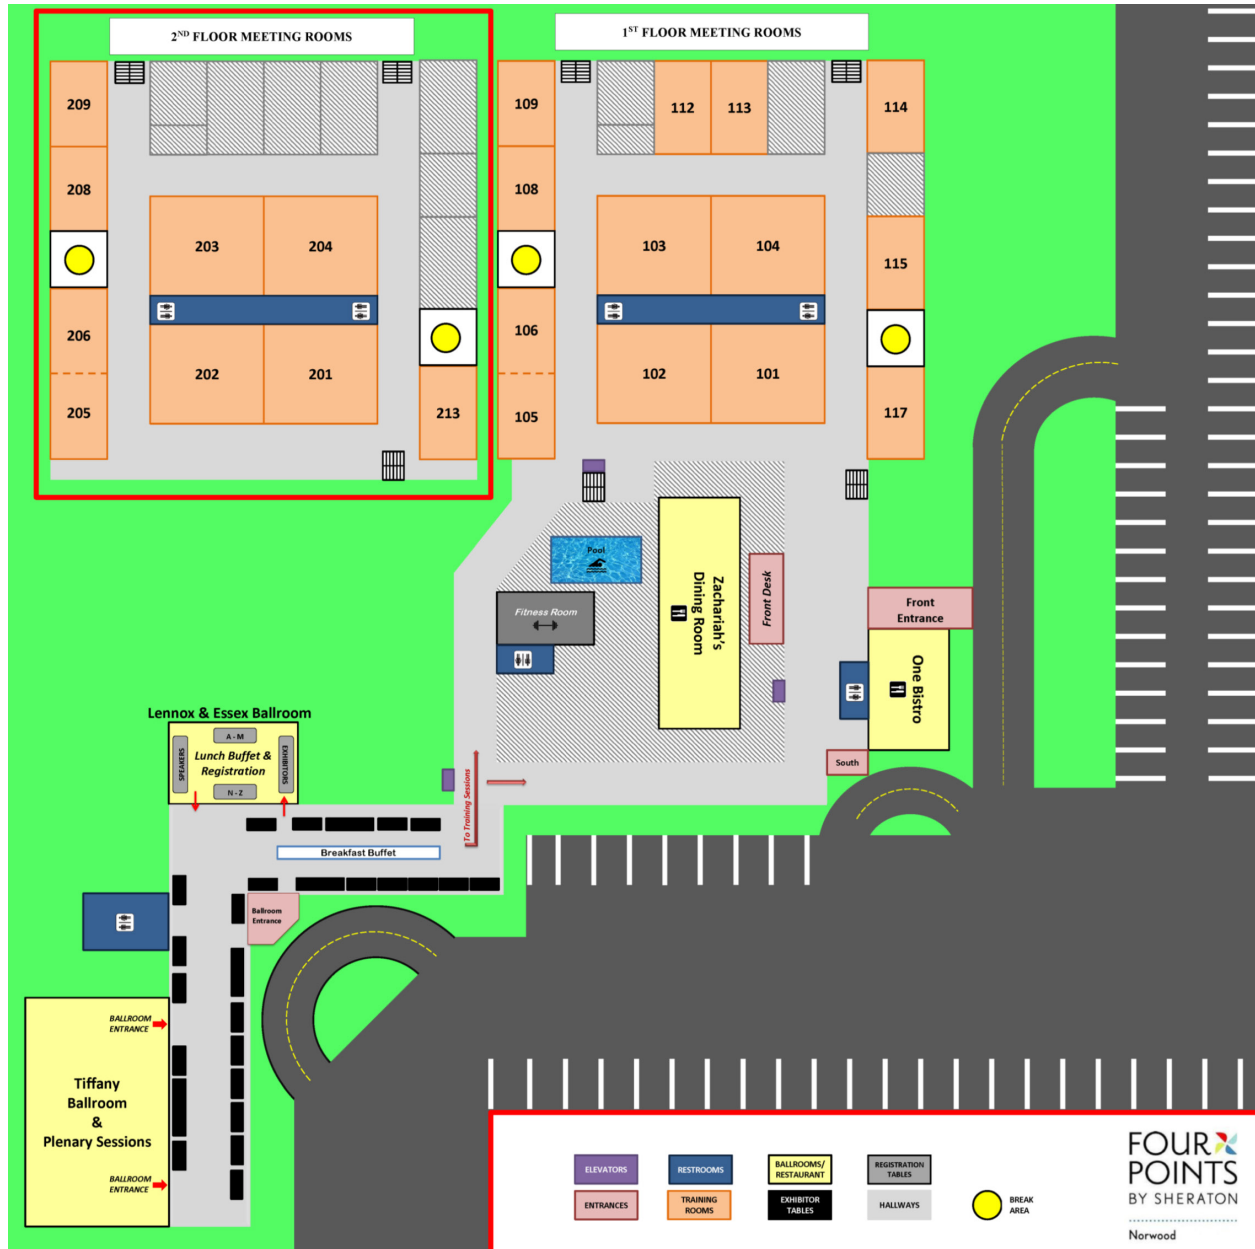 2ND FLOOR MEETING ROOMS
1ST FLOOR MEETING ROOMS
209
208
203
204
206
202
201
205
213
109
112
113
114
108
103
104
115
106
102
101
105
117
Pool
Fitness Room
Zachariah's
Dining Room
Front Desk
Front
Entrance
One Bistro
South
Lennox & Essex Ballroom
A - M
SPEAKERS
Lunch Buffet &
Registration
EXHIBITORS
N - Z
To Training Sessions
Breakfast Buffet
Ballroom
Entrance
BALLROOM
ENTRANCE
Tiffany
Ballroom
&
Plenary Sessions
BALLROOM
ENTRANCE
ELEVATORS
RESTROOMS
BALLROOMS/
RESTAURANT
REGISTRATION
TABLES
ENTRANCES
TRAINING
ROOMS
EXHIBITOR
TABLES
HALLWAYS
BREAK
AREA
FOUR
POINTS
BY SHERATON
Norwood